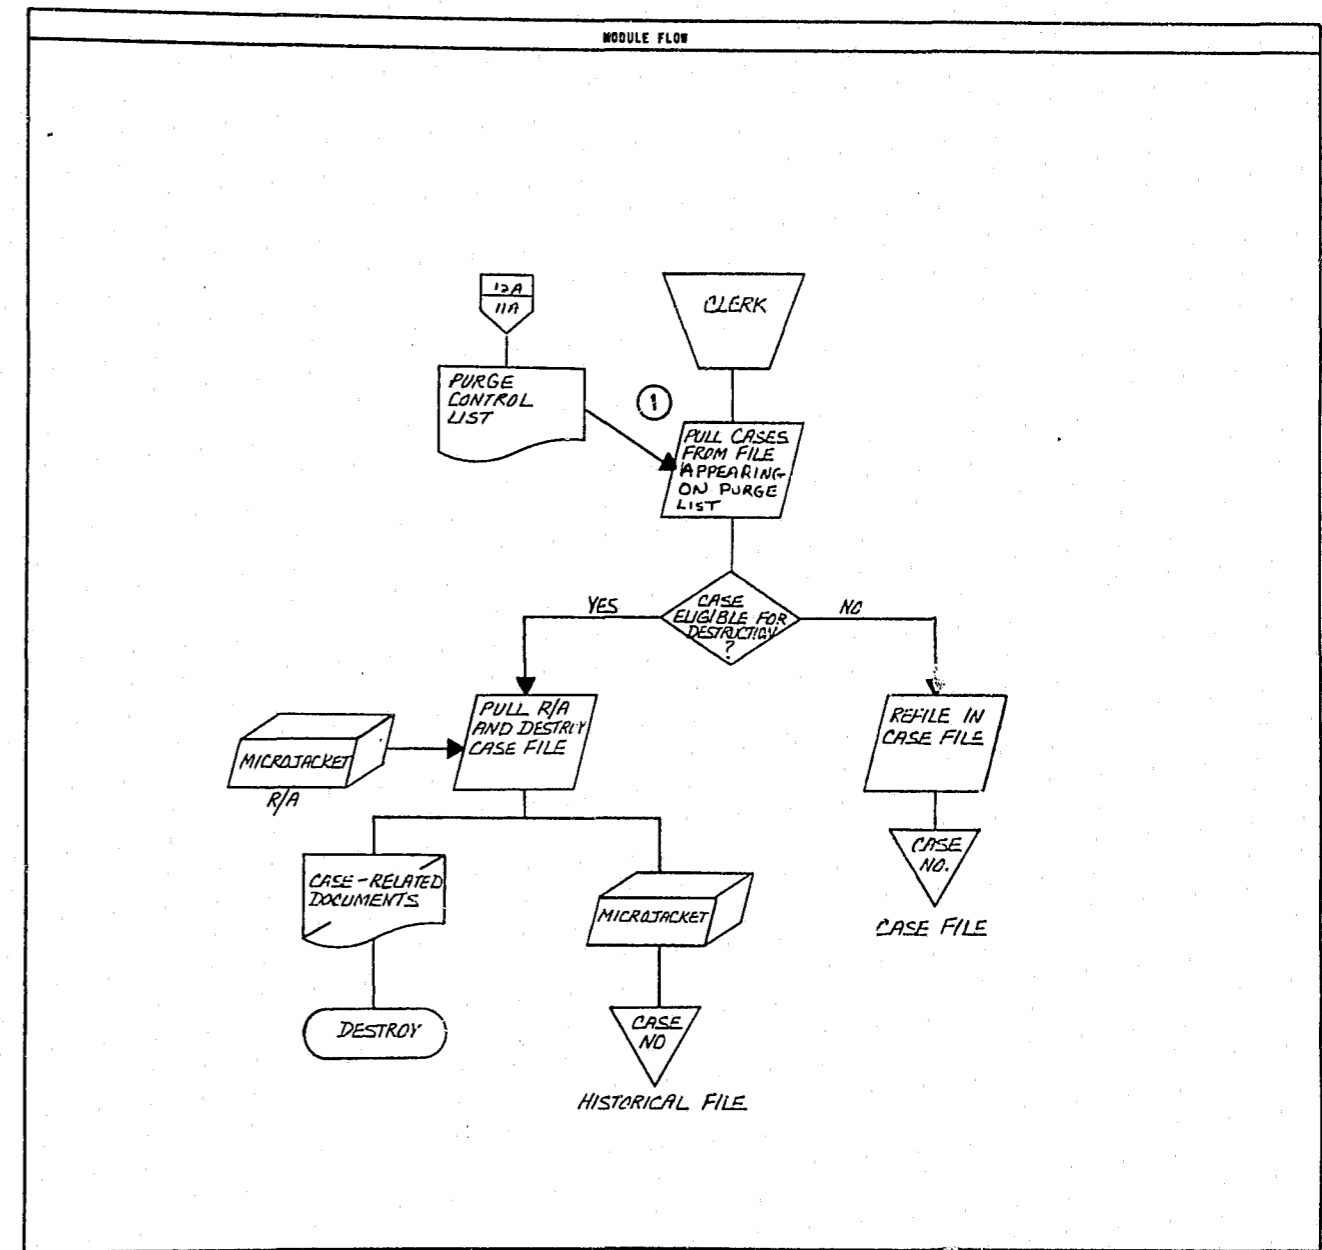 MODULE FLOW
12A
11A
CLERK
PURGE
CONTROL
LIST
1
PULL CASES
FROM FILE
APPEARING
ON PURGE
LIST
CASE
ELIGIBLE FOR
DESTRUCTION
?
YES
NO
PULL R/A
AND DESTROY
CASE FILE
REFILE IN
CASE FILE
MICROJACKET
R/A
CASE
NO.
CASE FILE
CASE-RELATED
DOCUMENTS
MICROJACKET
DESTROY
CASE
NO
HISTORICAL FILE